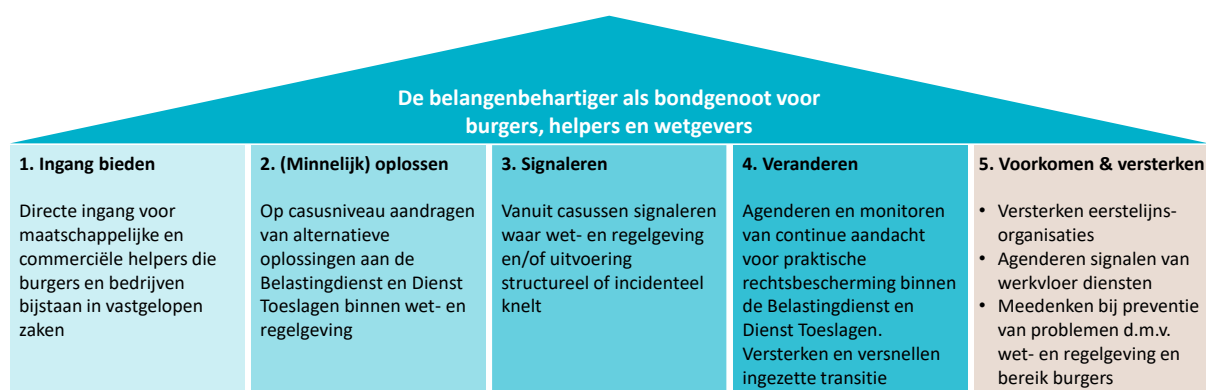 De belangenbehartiger als bondgenoot voor
burgers, helpers en wetgevers
1. Ingang bieden
Directe ingang voor
maatschappelijke en
commerciële helpers die
burgers en bedrijven
bijstaan in vastgelopen
zaken
2. (Minnelijk) oplossen
Op casusniveau aandragen
van alternatieve
oplossingen aan de
Belastingdienst en Dienst
Toeslagen binnen wet- en
regelgeving
3. Signaleren
Vanuit casussen signaleren
waar wet- en regelgeving
en/of uitvoering
structureel of incidenteel
knelt
4. Veranderen
Agenderen en monitoren
van continue aandacht
voor praktische
rechtsbescherming binnen
de Belastingdienst en
Dienst Toeslagen.
Versterken en versnellen
ingezette transitie
5. Voorkomen & versterken
• Versterken eerstelijns-
organisaties
• Agenderen signalen van
werkvloer diensten
• Meedenken bij preventie
van problemen d.m.v.
wet- en regelgeving en
bereik burgers